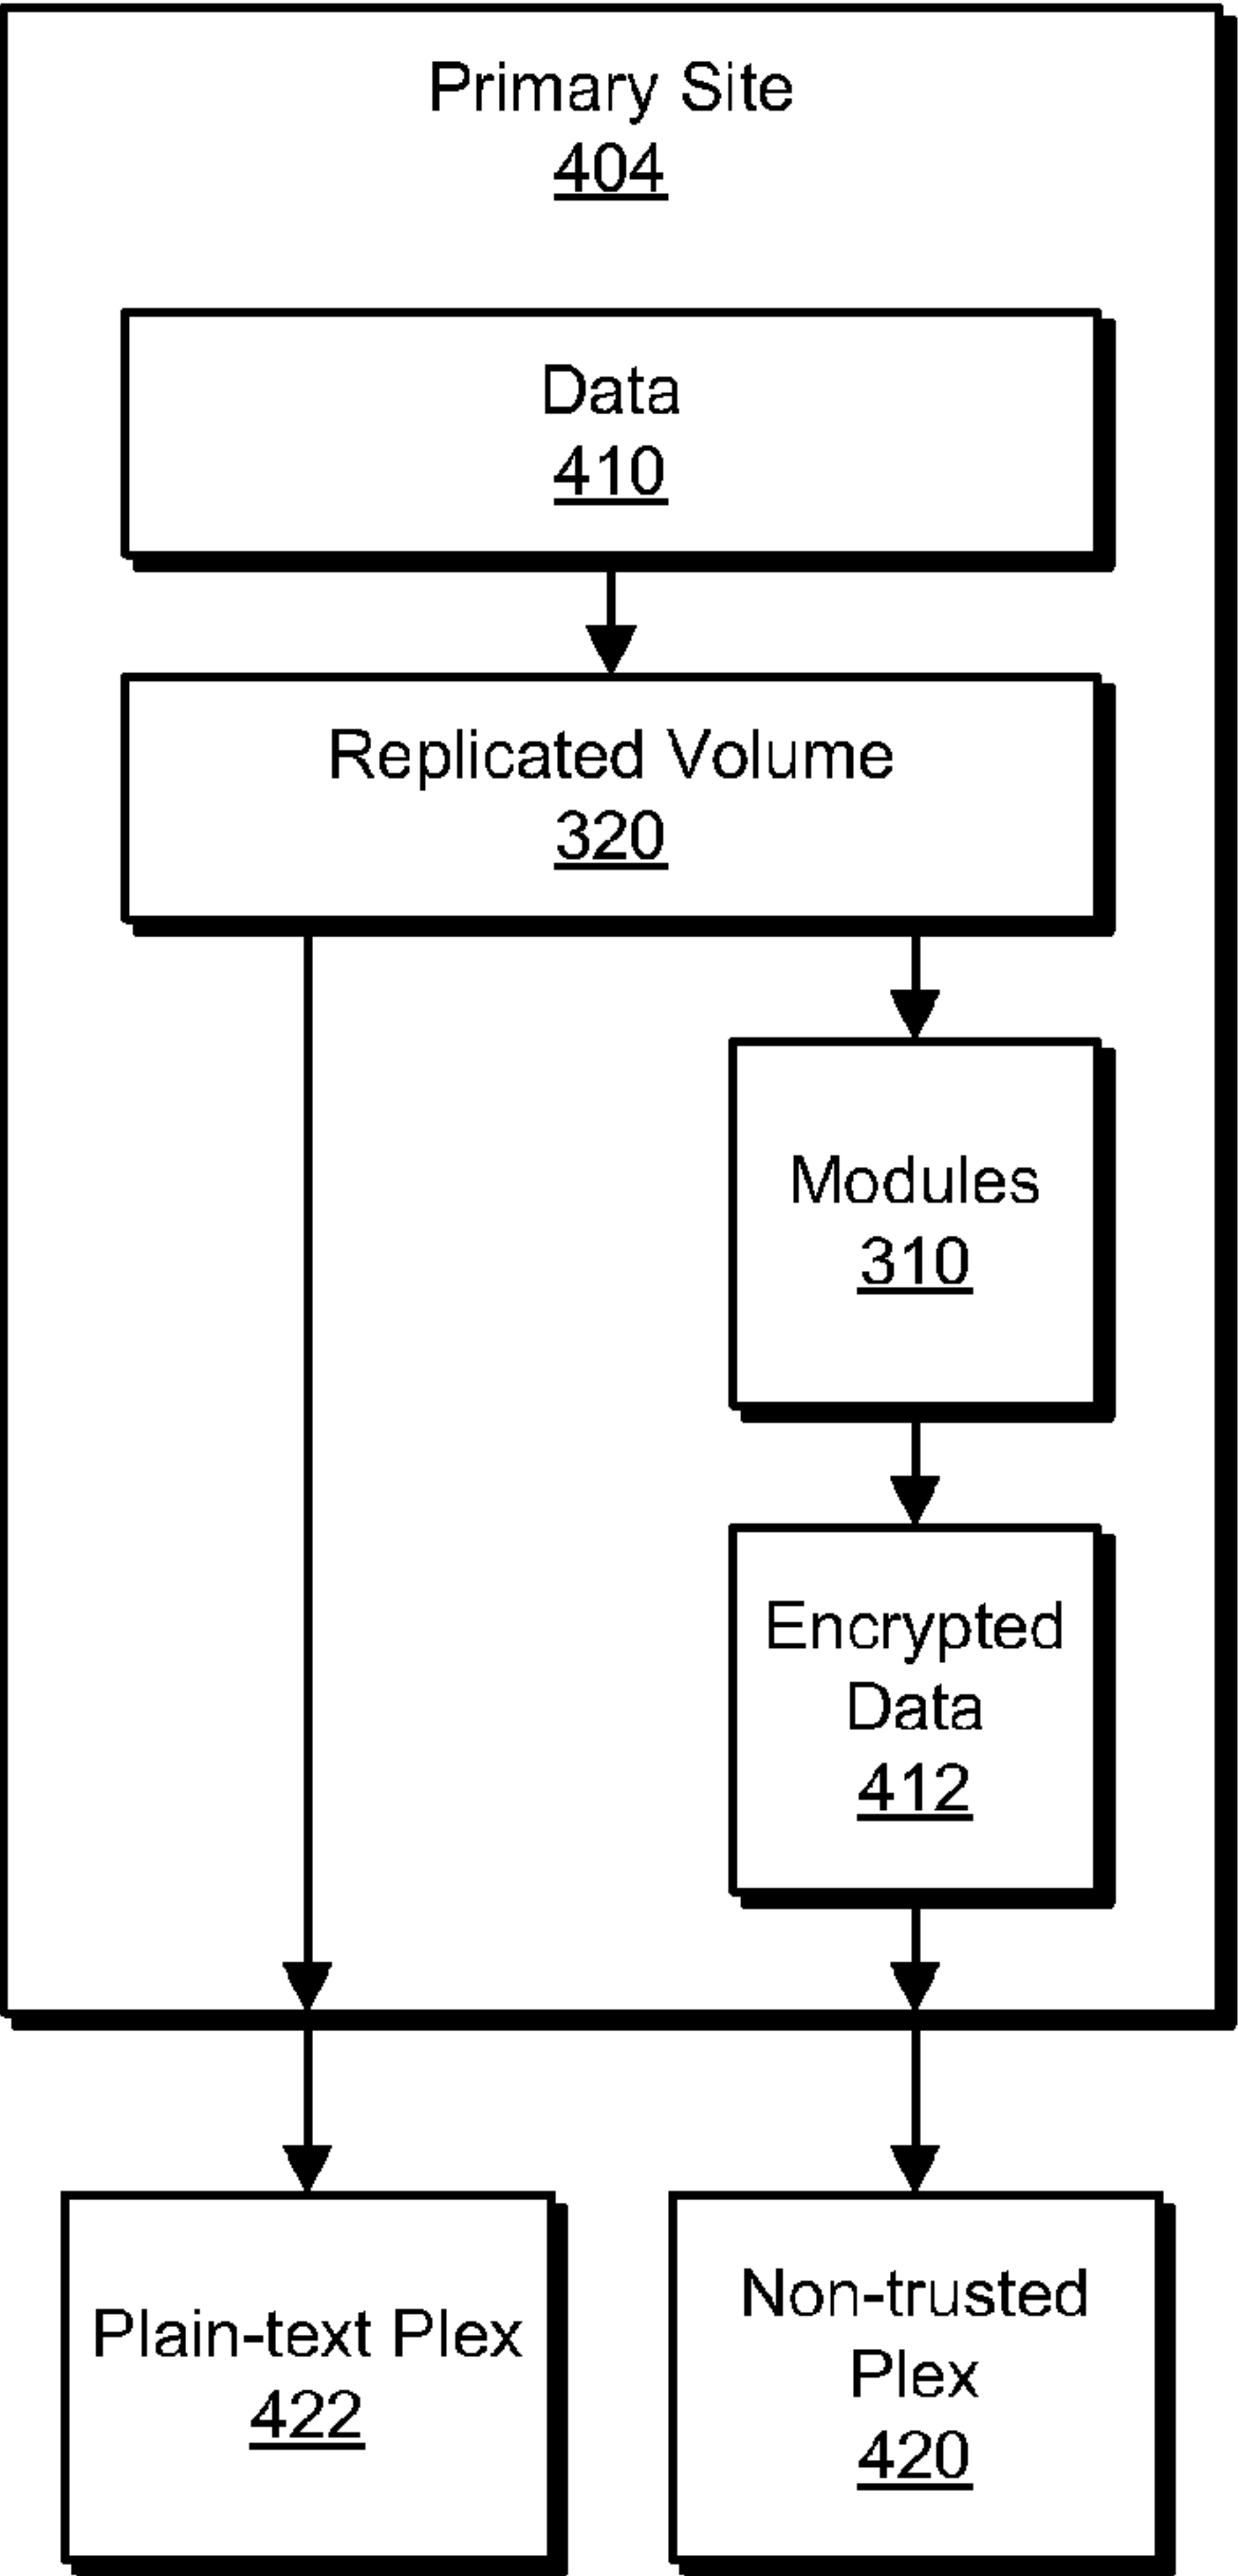 Primary Site
404
Data
410
Replicated Volume
320
Modules
310
Encrypted
Data
412
Plain-text Plex
422
Non-trusted
Plex
420